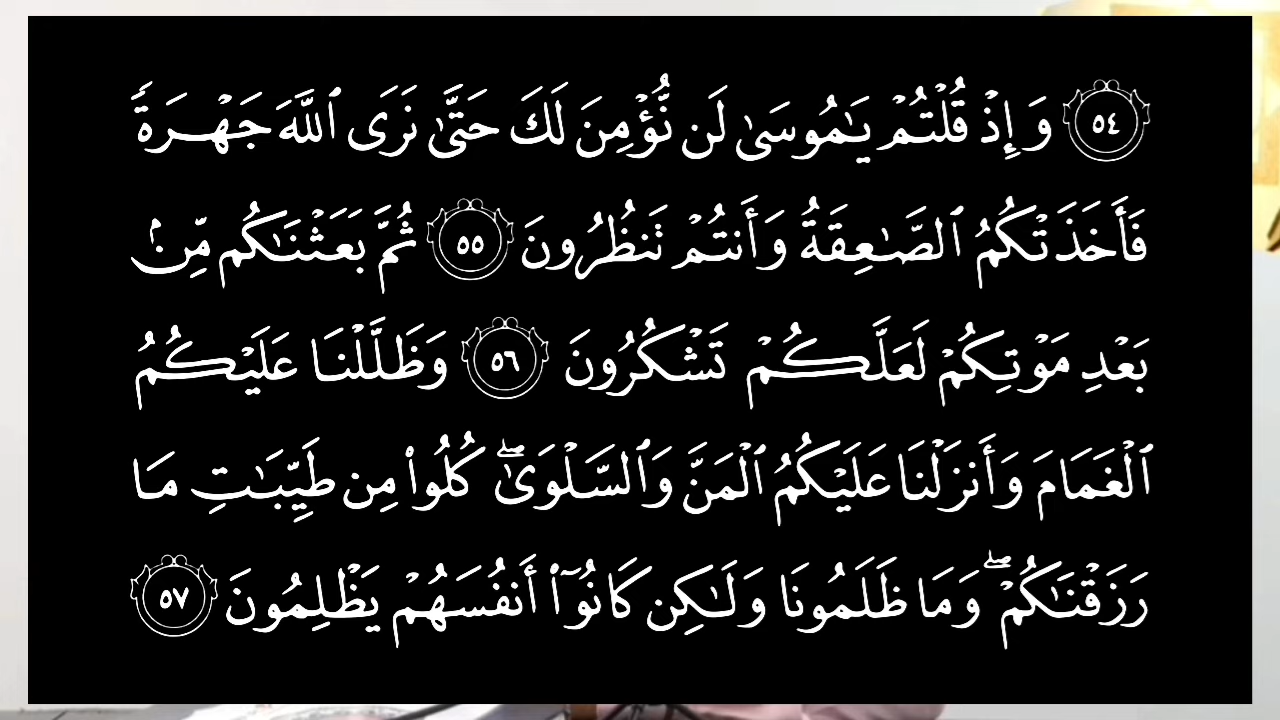 ٥٤ وَإِذۡ قُلۡتُمۡ يَـٰمُوسَىٰ لَن نُّؤۡمِنَ لَكَ حَتَّىٰ نَرَى ٱللَّهَ جَهۡرَةࣰ
فَأَخَذَتۡكُمُ ٱلصَّـٰعِقَةُ وَأَنتُمۡ تَنظُرُونَ ٥٥ ثُمَّ بَعَثۡنَـٰكُم مِّنۢ
بَعۡدِ مَوۡتِكُمۡ لَعَلَّكُمۡ تَشۡكُرُونَ ٥٦ وَظَلَّلۡنَا عَلَيۡكُمُ
ٱلۡغَمَامَ وَأَنزَلۡنَا عَلَيۡكُمُ ٱلۡمَنَّ وَٱلسَّلۡوَىٰۖ كُلُوا۟ مِن طَيِّبَـٰتِ مَا
رَزَقۡنَـٰكُمۡۖ وَمَا ظَلَمُونَا وَلَـٰكِن كَانُوۤا۟ أَنفُسَهُمۡ يَظۡلِمُونَ ٥٧